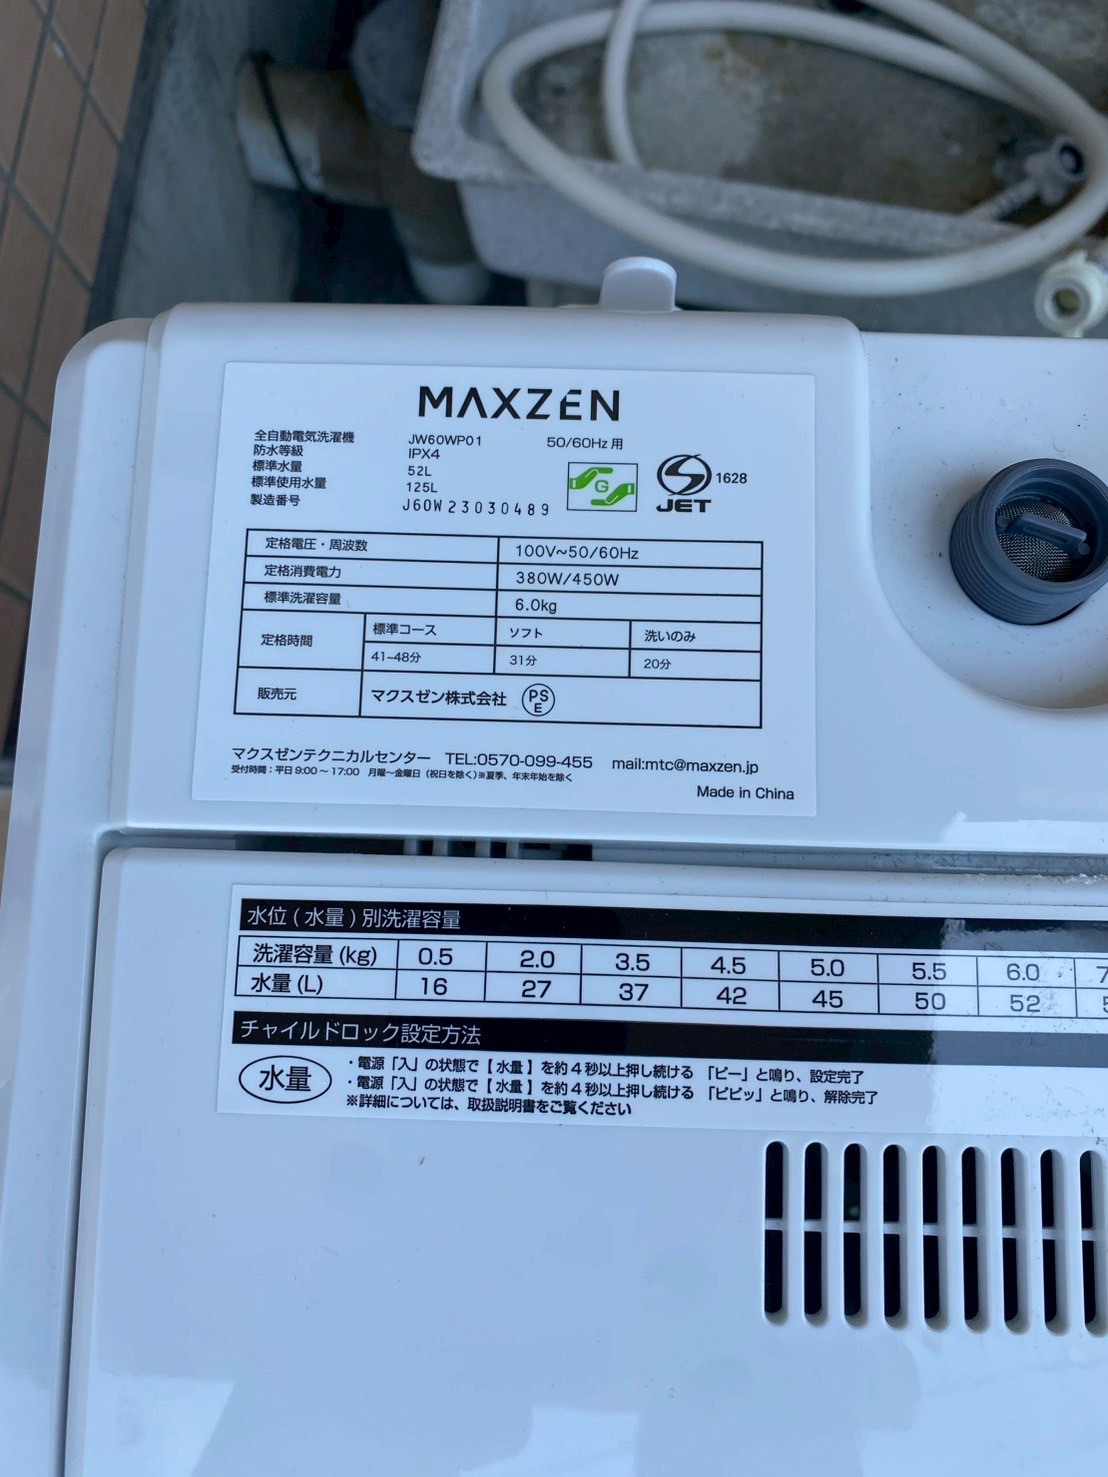 MAXZEN
全自動電気洗濯機 JW60WP01 50/60Hz 用
防水等級 IPX4
標準水量 52L
標準使用水量 125L
製造番号 J60W23030489
G
S JET 1628
定格電圧・周波数 100V~50/60Hz
定格消費電力 380W/450W
標準洗濯容量 6.0kg
定格時間 標準コース ソフト 洗いのみ
41~48分 31分 20分
販売元 マクスゼン株式会社 PSE
マクスゼンテクニカルセンター TEL:0570-099-455 mail:mtc@maxzen.jp
受付時間:平日 9:00~17:00 月曜~金曜日(祝日を除く)※夏季、年末年始を除く
Made in China
水位(水量)別洗濯容量
洗濯容量(kg) 0.5 2.0 3.5 4.5 5.0 5.5 6.0 7
水量(L) 16 27 37 42 45 50 52 5
チャイルドロック設定方法
水量
・電源「入」の状態で【水量】を約4秒以上押し続ける 「ピー」と鳴り、設定完了
・電源「入」の状態で【水量】を約4秒以上押し続ける 「ピピッ」と鳴り、解除完了
※詳細については、取扱説明書をご覧ください